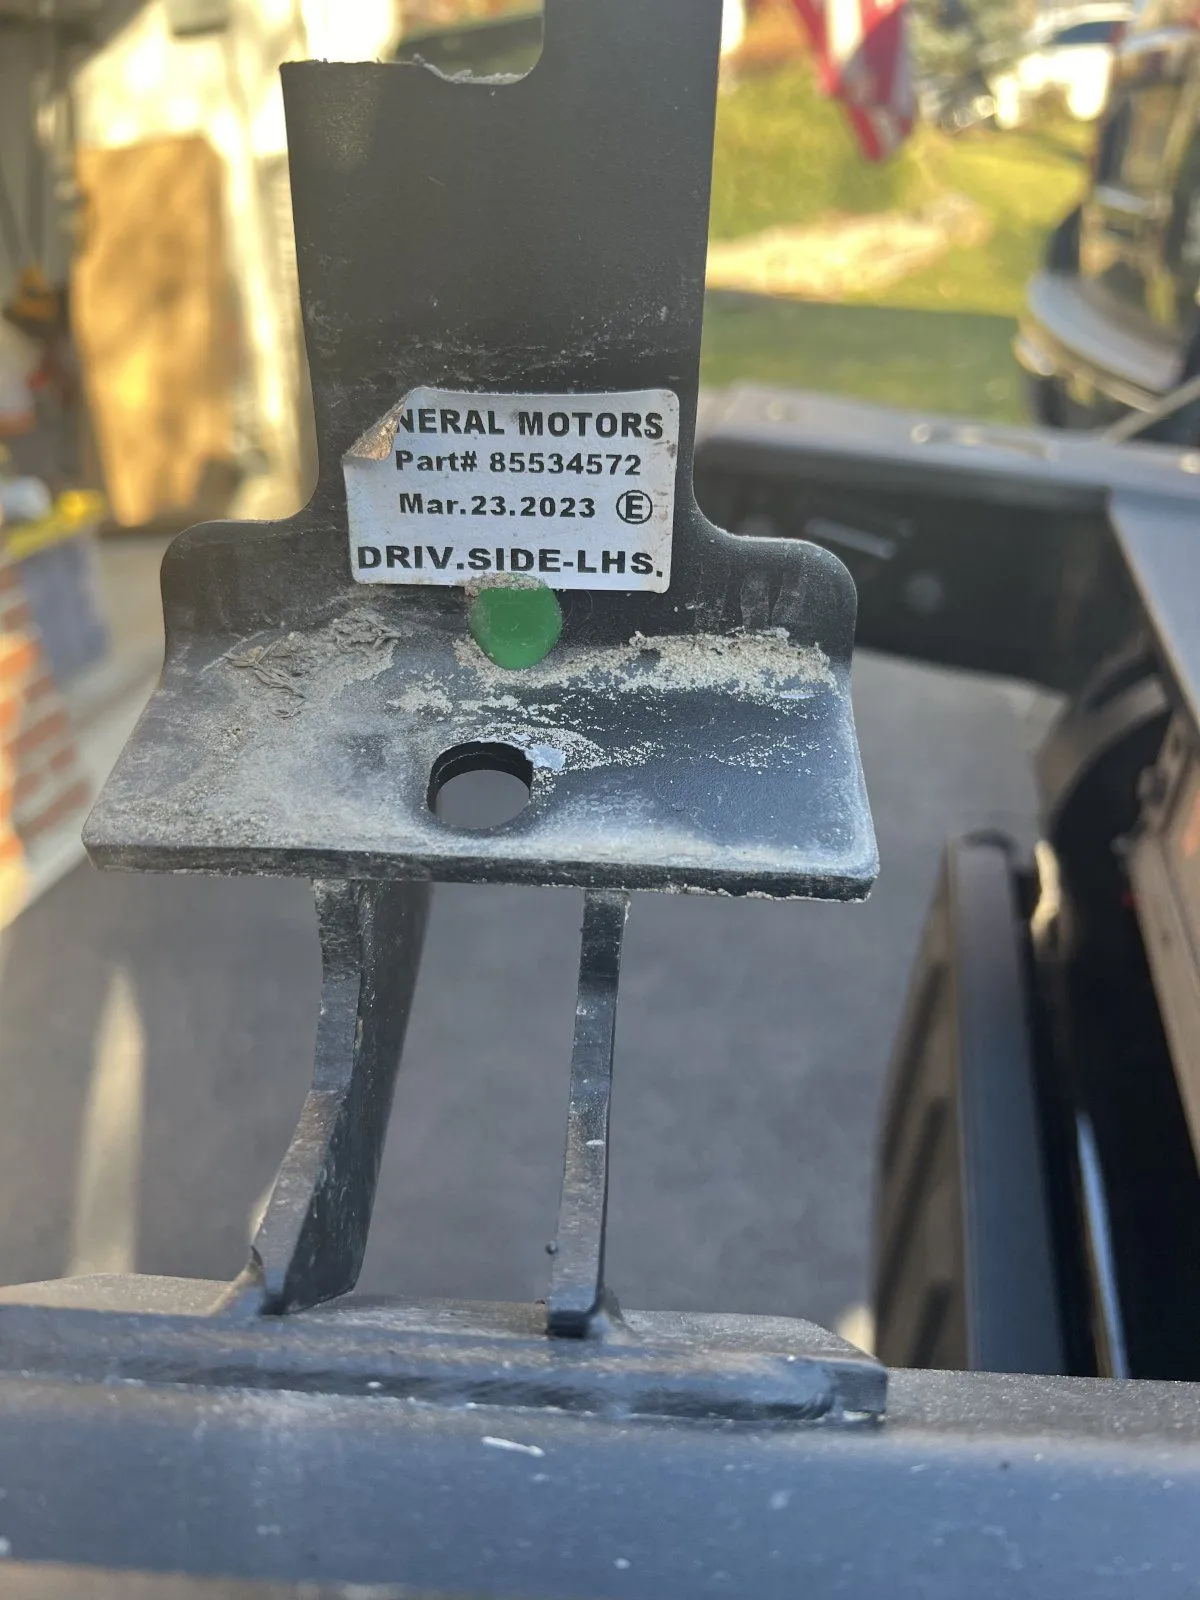 NERAL MOTORS
Part# 85534572
Mar.23.2023 Ⓔ
DRIV.SIDE-LHS.